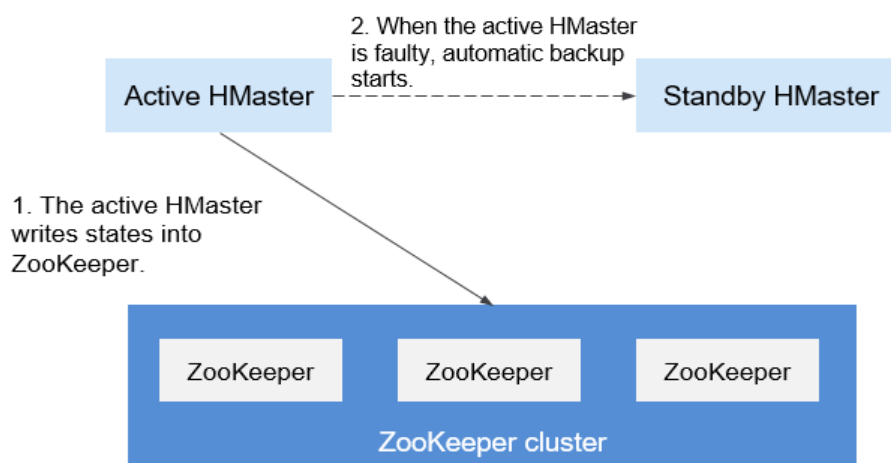 2. When the active HMaster
is faulty, automatic backup
starts.
Active HMaster
Standby HMaster
1. The active HMaster
writes states into
ZooKeeper.
ZooKeeper
ZooKeeper
ZooKeeper
ZooKeeper cluster